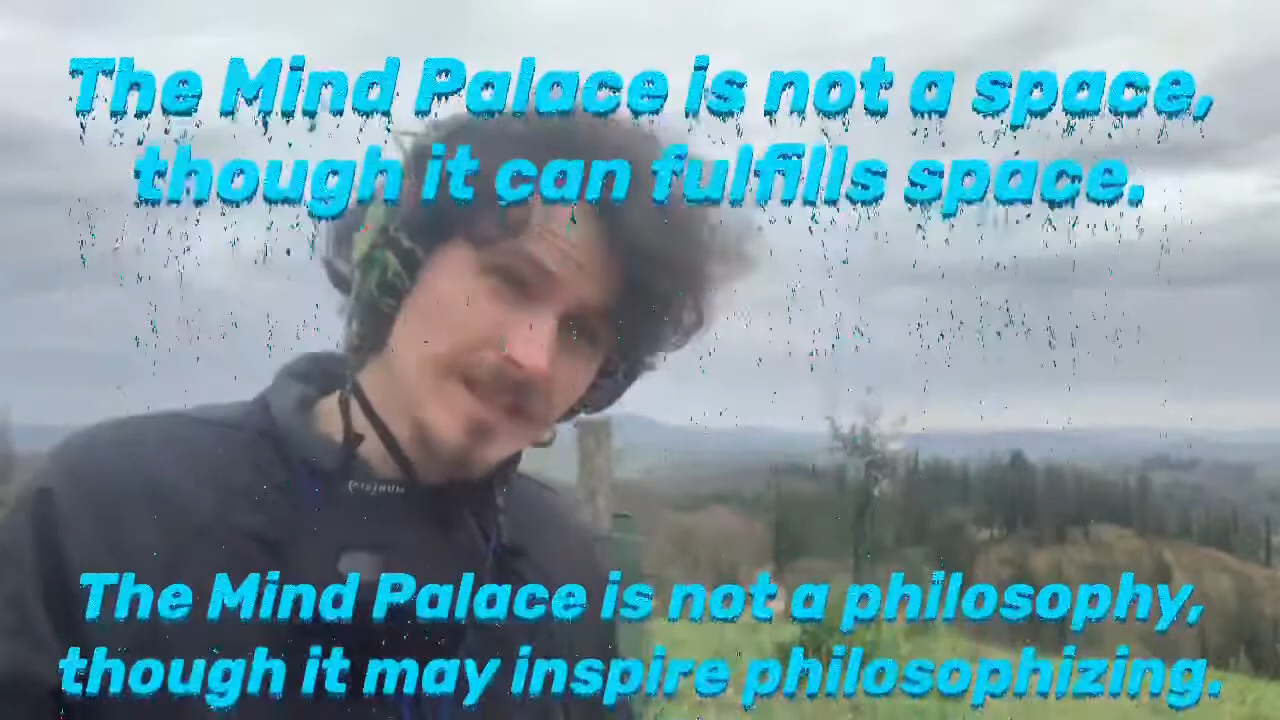 The Mind Palace is not a space,
though it can fulfills space.
The Mind Palace is not a philosophy,
though it may inspire philosophizing.